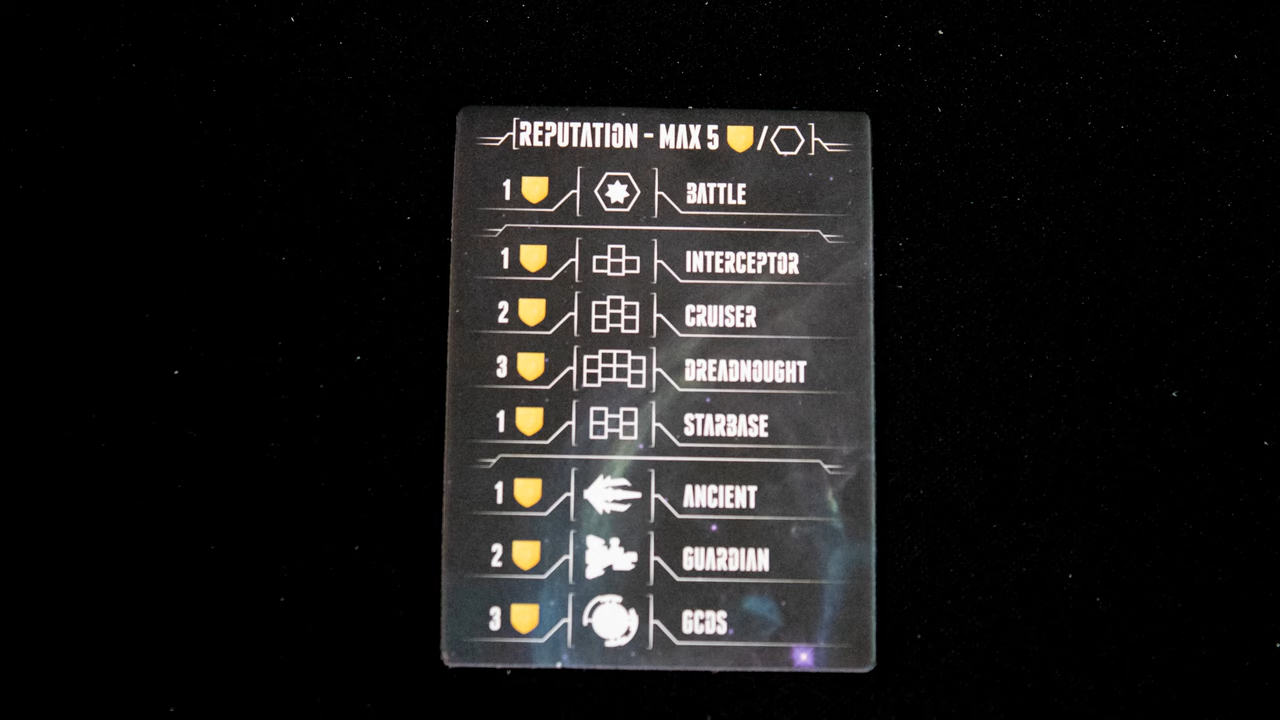 REPUTATION - MAX 5 /
1 BATTLE
1 INTERCEPTOR
2 CRUISER
3 DREADNOUGHT
1 STARBASE
1 ANCIENT
2 GUARDIAN
3 GCDS